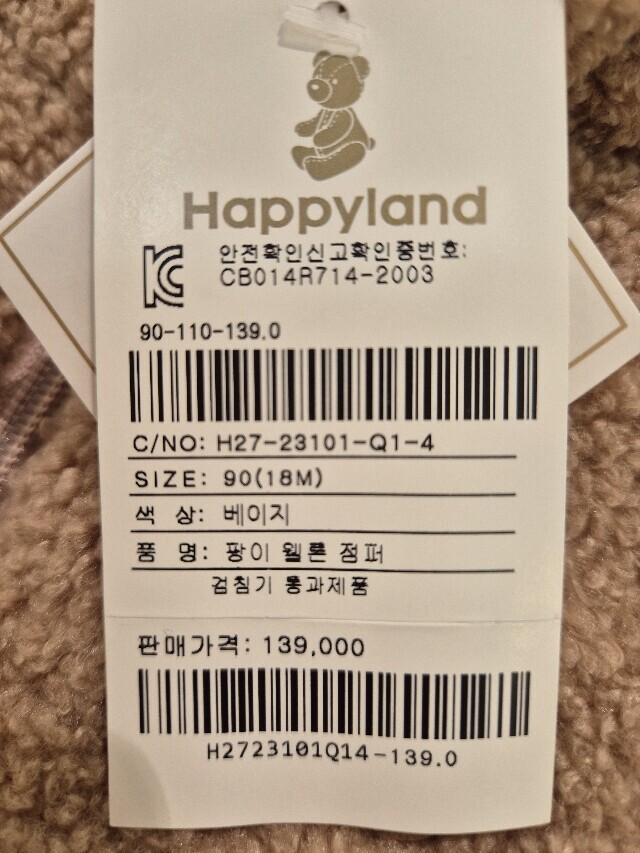 Happyland
안전확인신고확인증번호:
CB014R714-2003
90-110-139.0
C/NO: H27-23101-Q1-4
SIZE: 90(18M)
색 상: 베이지
품 명: 팡이 웰론 점퍼
검침기 통과제품
판매가격: 139,000
H2723101Q14-139.0